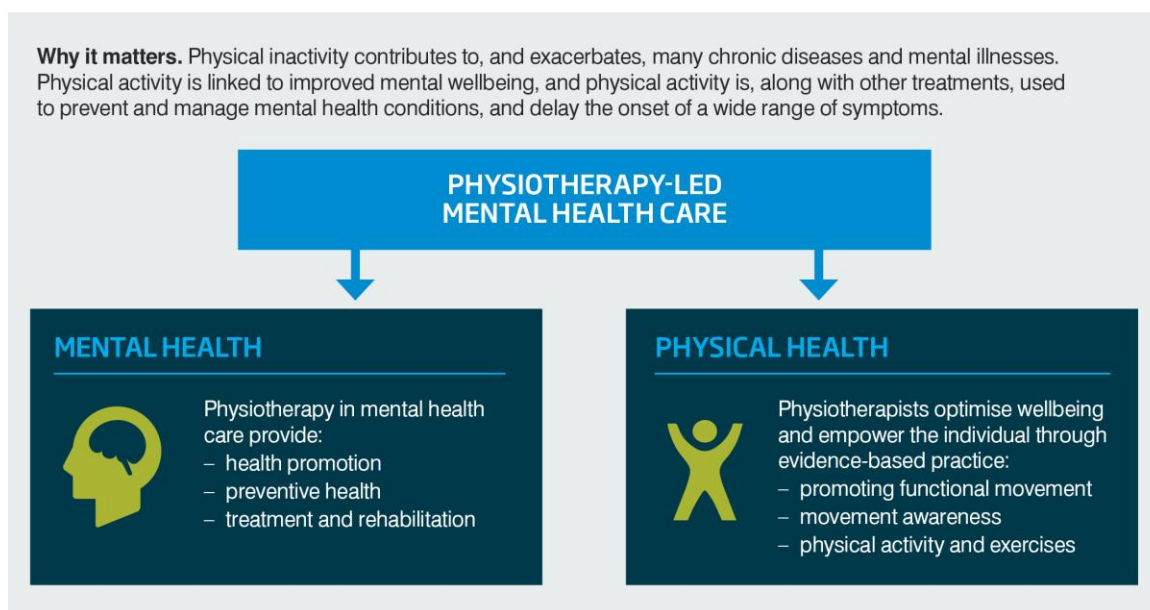 Why it matters. Physical inactivity contributes to, and exacerbates, many chronic diseases and mental illnesses.
Physical activity is linked to improved mental wellbeing, and physical activity is, along with other treatments, used
to prevent and manage mental health conditions, and delay the onset of a wide range of symptoms.
PHYSIOTHERAPY-LED
MENTAL HEALTH CARE
MENTAL HEALTH
Physiotherapy in mental health
care provide:
– health promotion
– preventive health
– treatment and rehabilitation
PHYSICAL HEALTH
Physiotherapists optimise wellbeing
and empower the individual through
evidence-based practice:
– promoting functional movement
– movement awareness
– physical activity and exercises